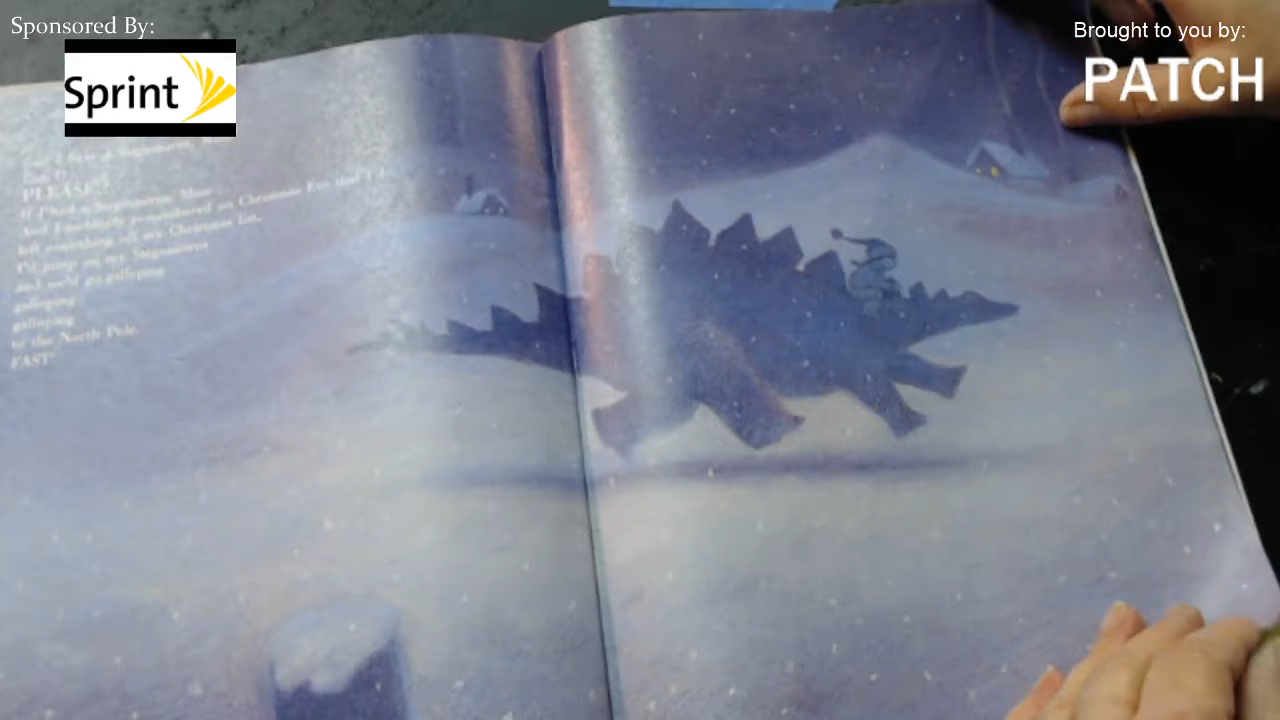 Sponsored By:
Sprint
Brought to you by:
PATCH
PLEASE?
If I had a Stegosaurus, Mom
And I suddenly remembered on Christmas Eve that I'd
left something off my Christmas list,
I'd jump on my Stegosaurus
and we'd go galloping
galloping
galloping
to the North Pole.
FAST!